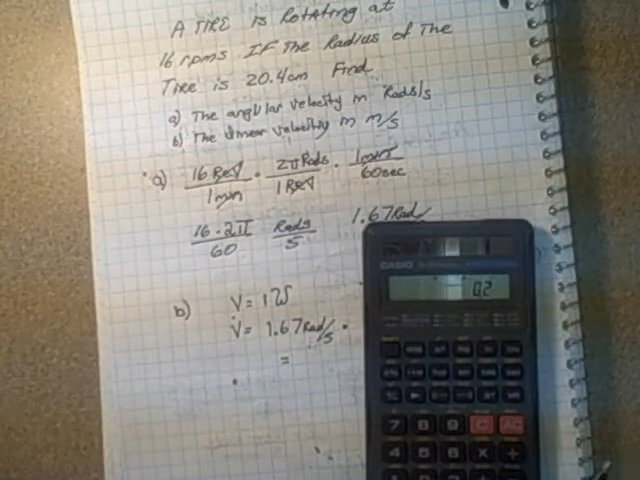 A TIRE is Rotating at
16 rpms IF The Radius of The
Tire is 20.4cm Find
a) The angular velocity in Rads/s
b) The linear velocity in m/s
a) 16 Rev/1min · 2π Rads/1 Rev · 1min/60sec
16·2π/60 Rads/s 1.67Rad/
b) V = rω
V = 1.67Rad/s ·
=
CASIO
0.2
7 8 9 C AC
4 5 6 x ÷